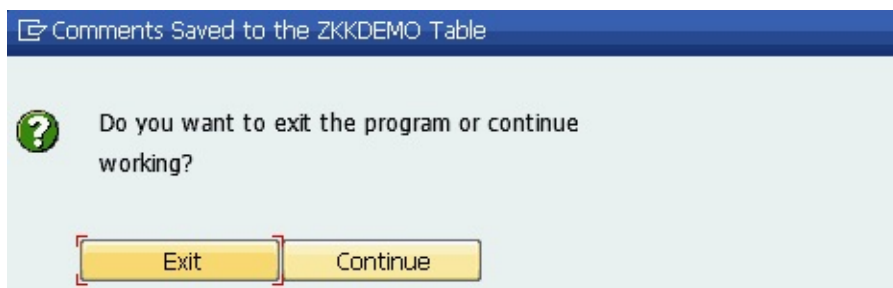 Comments Saved to the ZKKDEMO Table
Do you want to exit the program or continue
working?
Exit
Continue